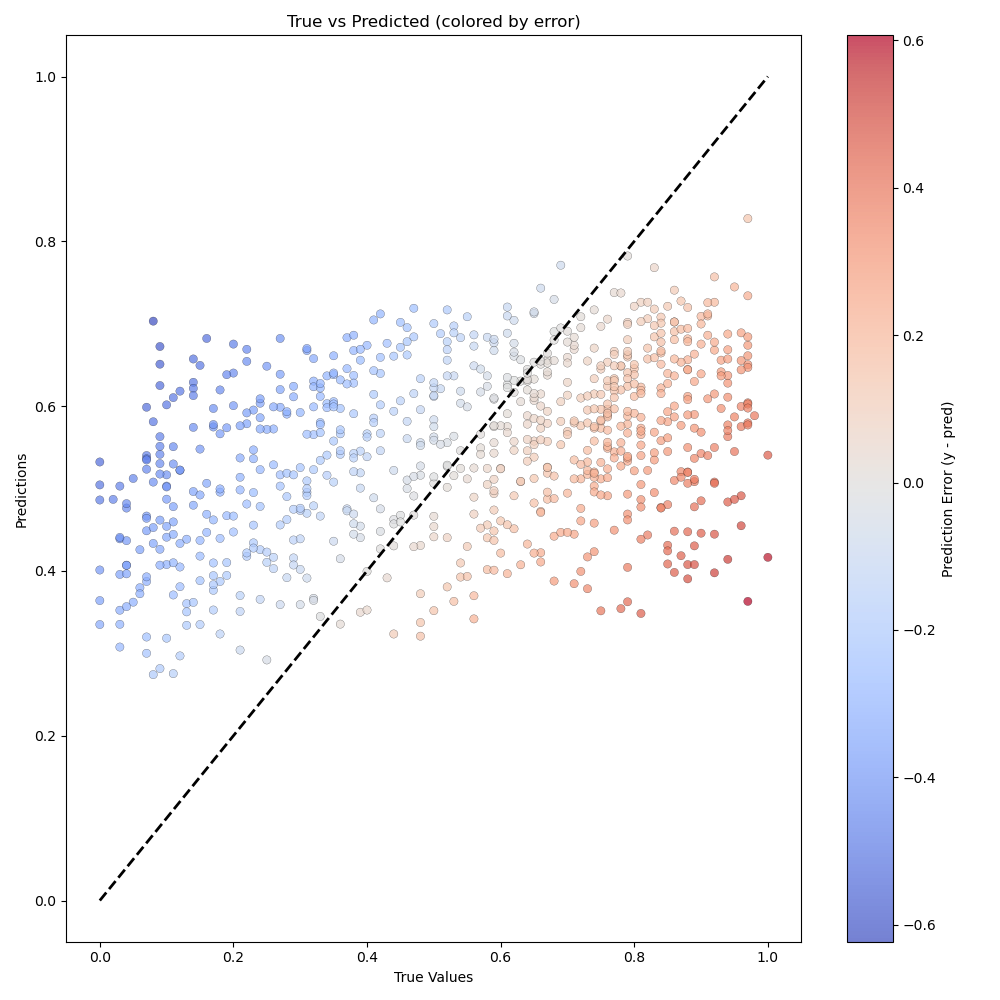 True vs Predicted (colored by error)
1.0
0.8
0.6
0.4
0.2
0.0
Predictions
0.0 0.2 0.4 0.6 0.8 1.0
True Values
0.6
0.4
0.2
0.0
−0.2
−0.4
−0.6
Prediction Error (y - pred)